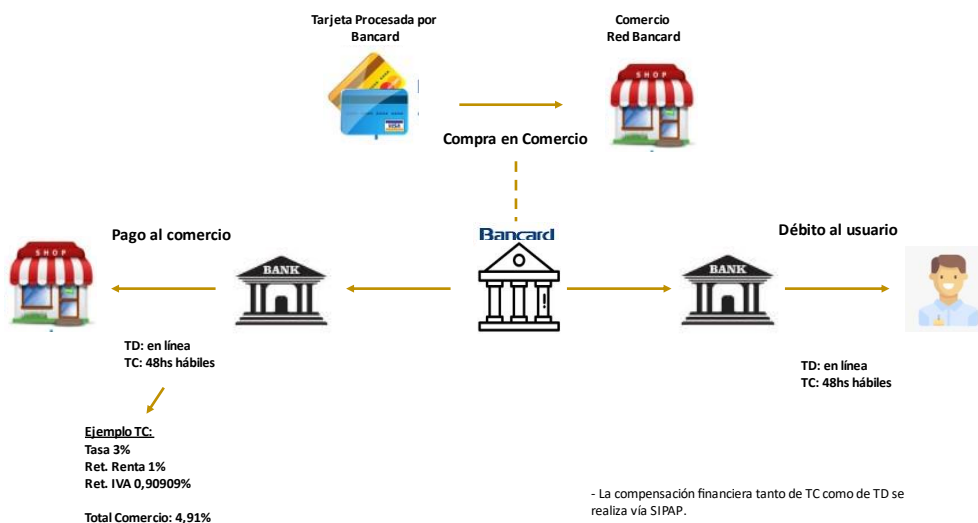 Tarjeta Procesada por
Bancard
Comercio
Red Bancard
VISA
SHOP
Compra en Comercio
Bancard
Pago al comercio
Débito al usuario
SHOP
BANK
BANK
TD: en línea
TC: 48hs hábiles
TD: en línea
TC: 48hs hábiles
Ejemplo TC:
Tasa 3%
Ret. Renta 1%
Ret. IVA 0,90909%
Total Comercio: 4,91%
- La compensación financiera tanto de TC como de TD se
realiza vía SIPAP.